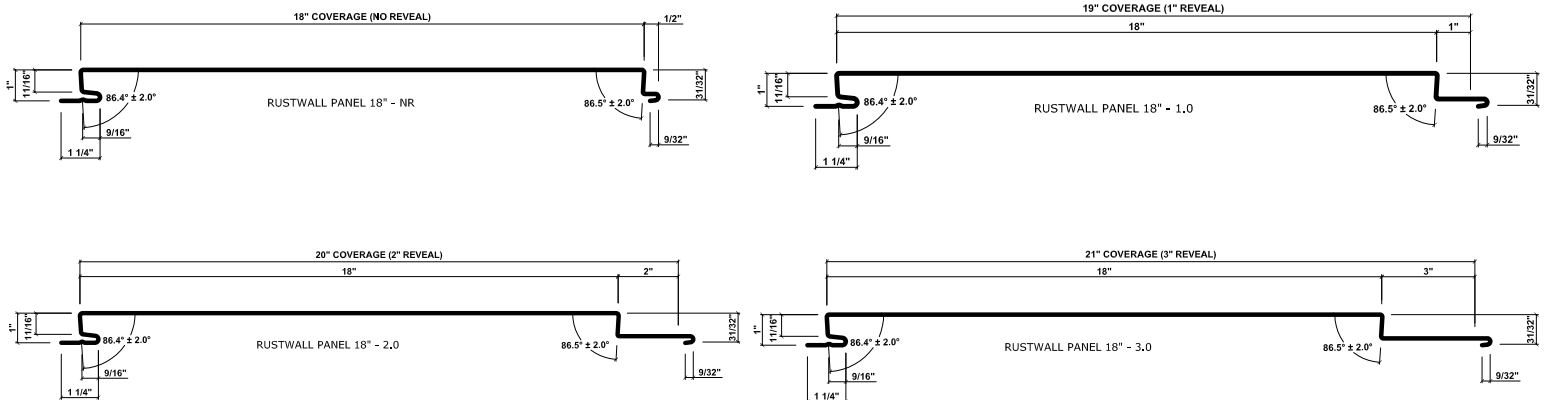 18" COVERAGE (NO REVEAL)
1/2"
1"
11/16"
86.4° ± 2.0°
RUSTWALL PANEL 18" - NR
86.5° ± 2.0°
31/32"
9/16"
1 1/4"
9/32"
19" COVERAGE (1" REVEAL)
18"
1"
1"
11/16"
86.4° ± 2.0°
RUSTWALL PANEL 18" - 1.0
86.5° ± 2.0°
31/32"
9/16"
1 1/4"
9/32"
20" COVERAGE (2" REVEAL)
18"
2"
1"
11/16"
86.4° ± 2.0°
RUSTWALL PANEL 18" - 2.0
86.5° ± 2.0°
31/32"
9/16"
1 1/4"
9/32"
21" COVERAGE (3" REVEAL)
18"
3"
1"
11/16"
86.4° ± 2.0°
RUSTWALL PANEL 18" - 3.0
86.5° ± 2.0°
31/32"
9/16"
1 1/4"
9/32"